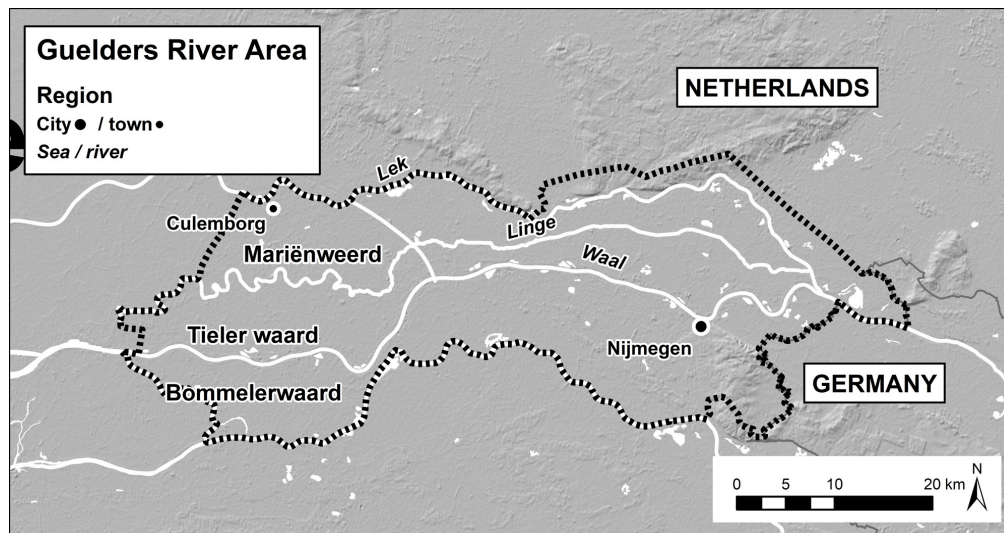 Guelders River Area
Region
City / town
Sea / river
NETHERLANDS
Lek
Culemborg
Linge
Mariënweerd
Waal
Tieler waard
Nijmegen
Bommelerwaard
GERMANY
0 5 10 20 km
N